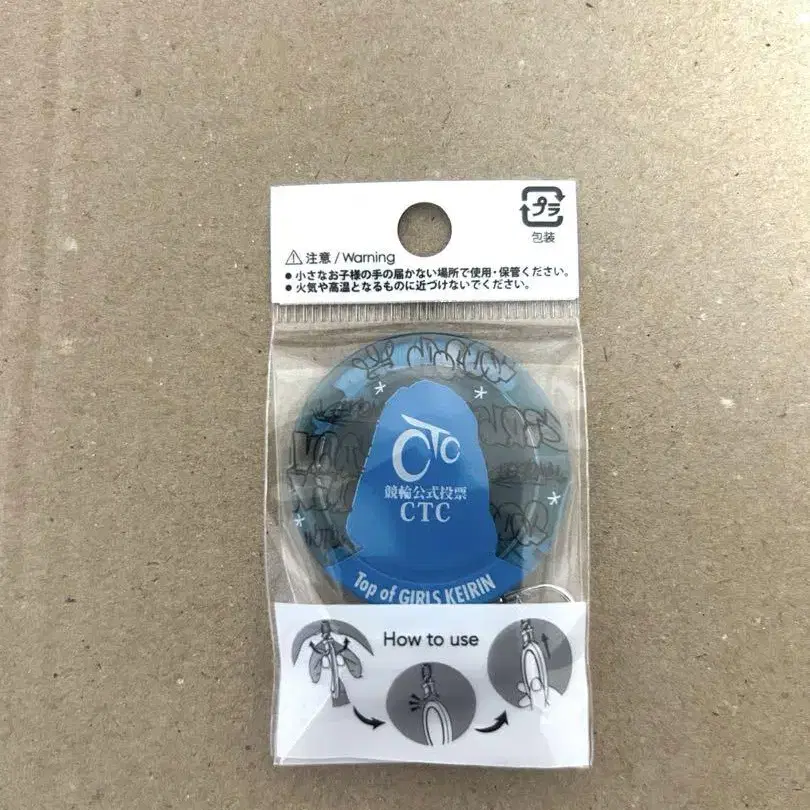 プラ
包装
注意 / Warning
● 小さなお子様の手の届かない場所で使用・保管ください。
● 火気や高温となるものに近づけないでください。
CTC
競輪公式投票
CTC
Top of GIRLS KEIRIN
How to use